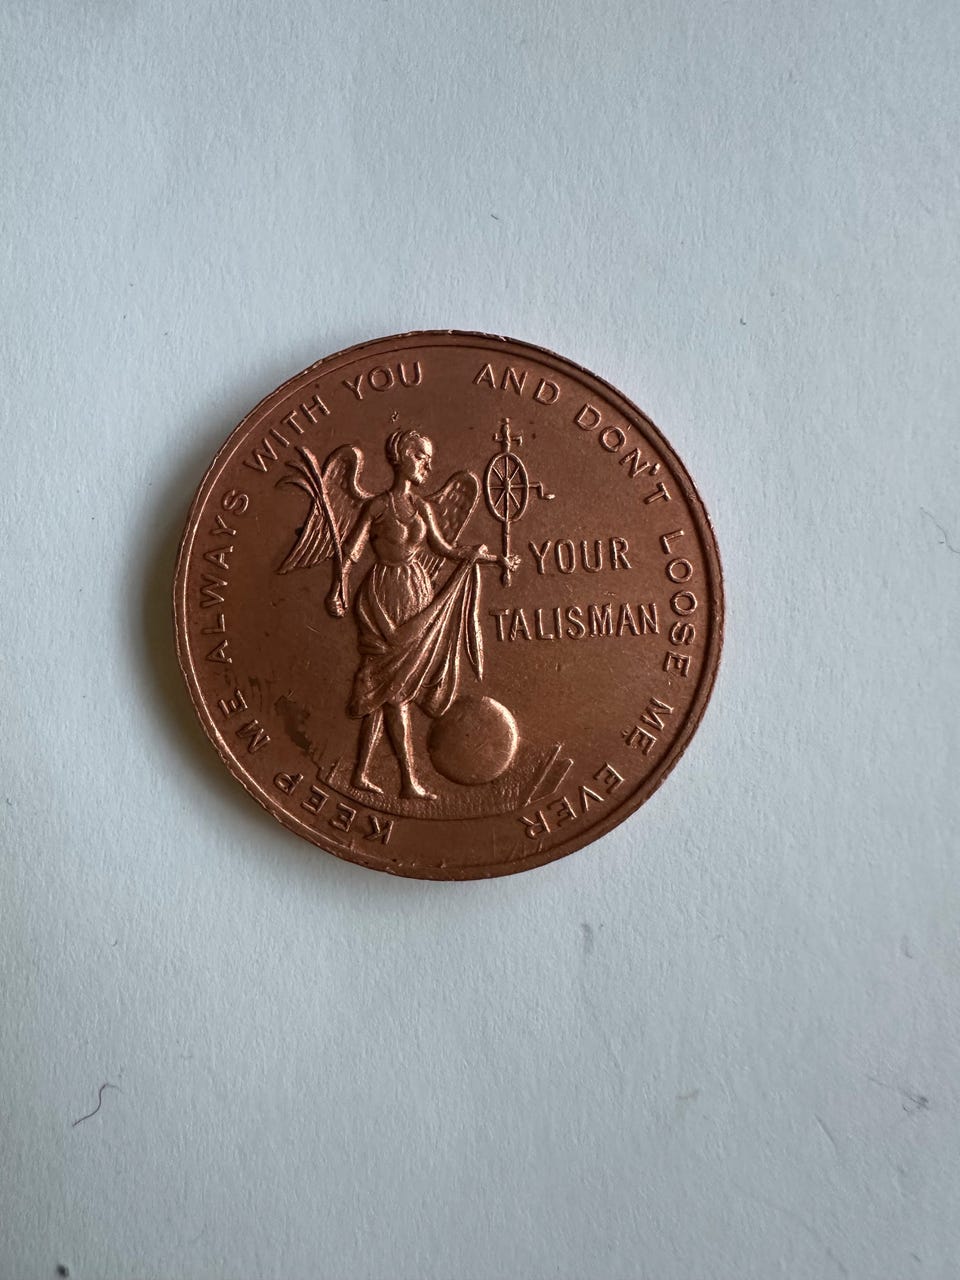 KEEP ME ALWAYS WITH YOU AND DON'T LOOSE ME EVER
YOUR
TALISMAN